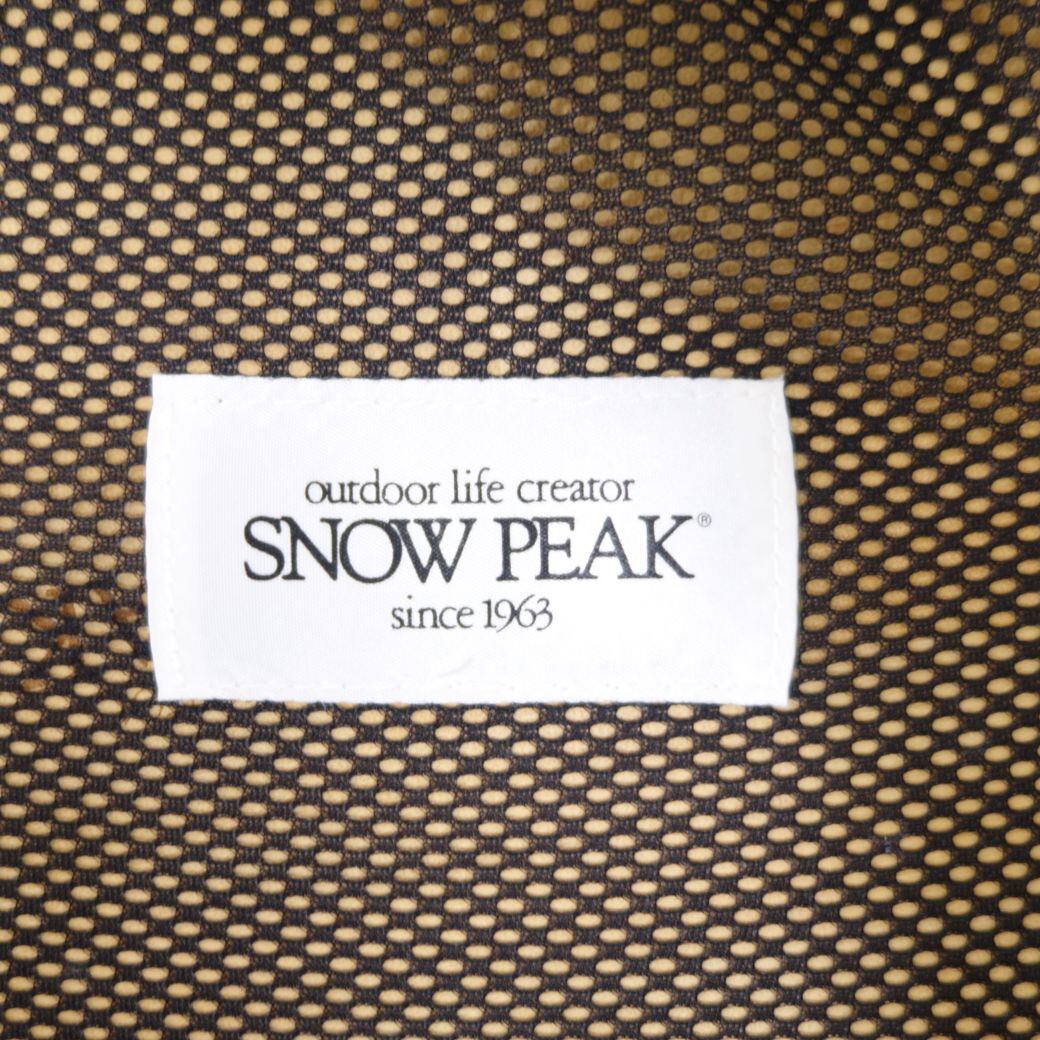 outdoor life creator
SNOW PEAK®
since 1963